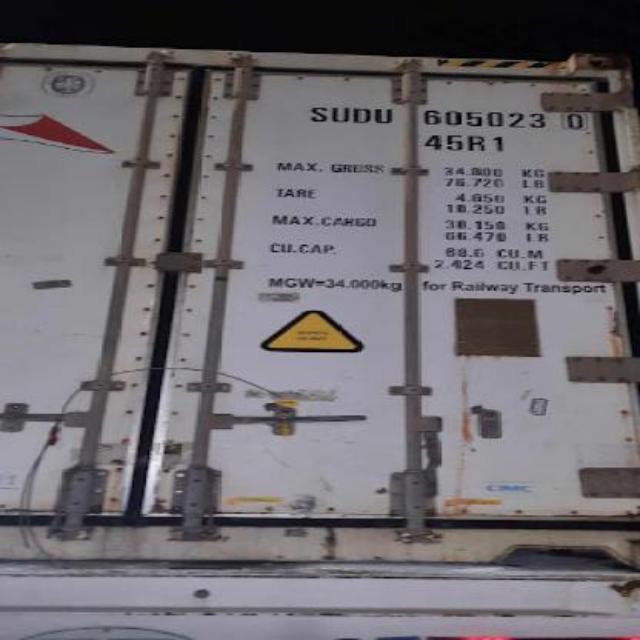 SUDU 605023 0
45R1
MAX. GROSS 34.800 KG
76.720 LB
TARE 4.650 KG
10.250 LB
MAX.CARGO 30.150 KG
66.470 LB
CU.CAP. 68.6 CU.M
2.424 CU.FT
MGW=34.000kg for Railway Transport
CIMC